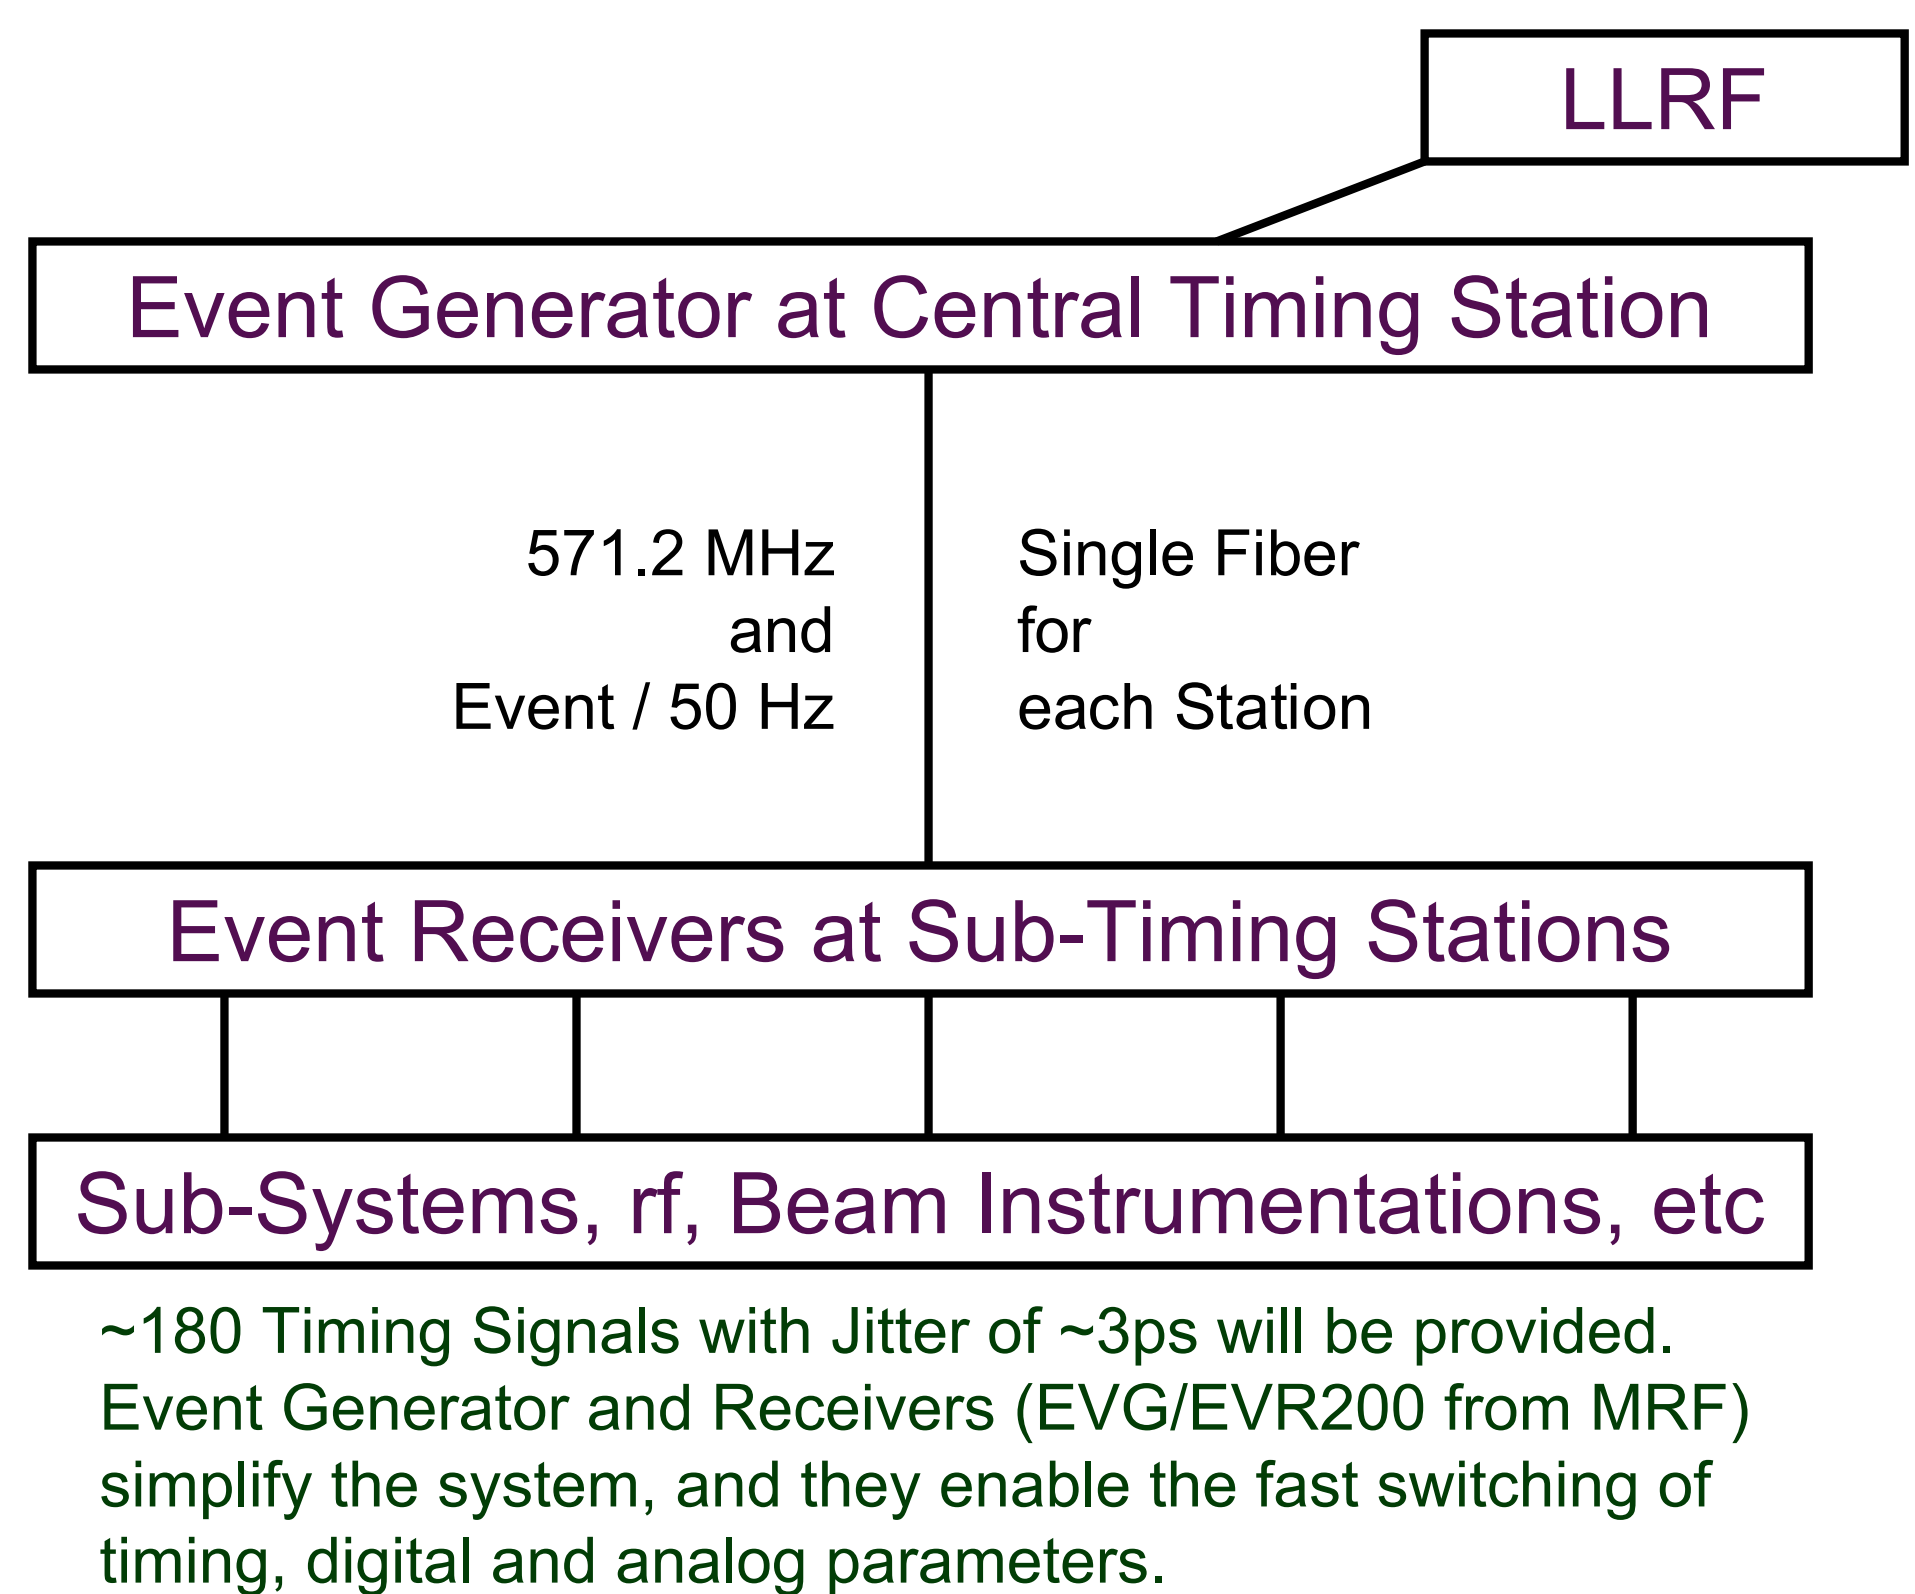 LLRF
Event Generator at Central Timing Station
571.2 MHz
and
Event / 50 Hz
Single Fiber
for
each Station
Event Receivers at Sub-Timing Stations
Sub-Systems, rf, Beam Instrumentations, etc
~180 Timing Signals with Jitter of ~3ps will be provided.
Event Generator and Receivers (EVG/EVR200 from MRF)
simplify the system, and they enable the fast switching of
timing, digital and analog parameters.